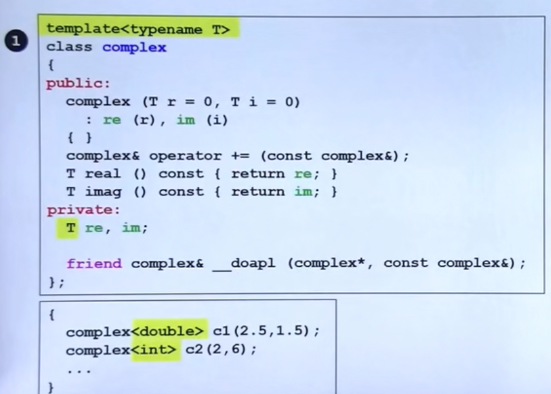 1
template<typename T>
class complex
{
public:
complex (T r = 0, T i = 0)
: re (r), im (i)
{ }
complex& operator += (const complex&);
T real () const { return re; }
T imag () const { return im; }
private:
T re, im;
friend complex& __doapl (complex*, const complex&);
};
{
complex<double> c1(2.5,1.5);
complex<int> c2(2,6);
...
}